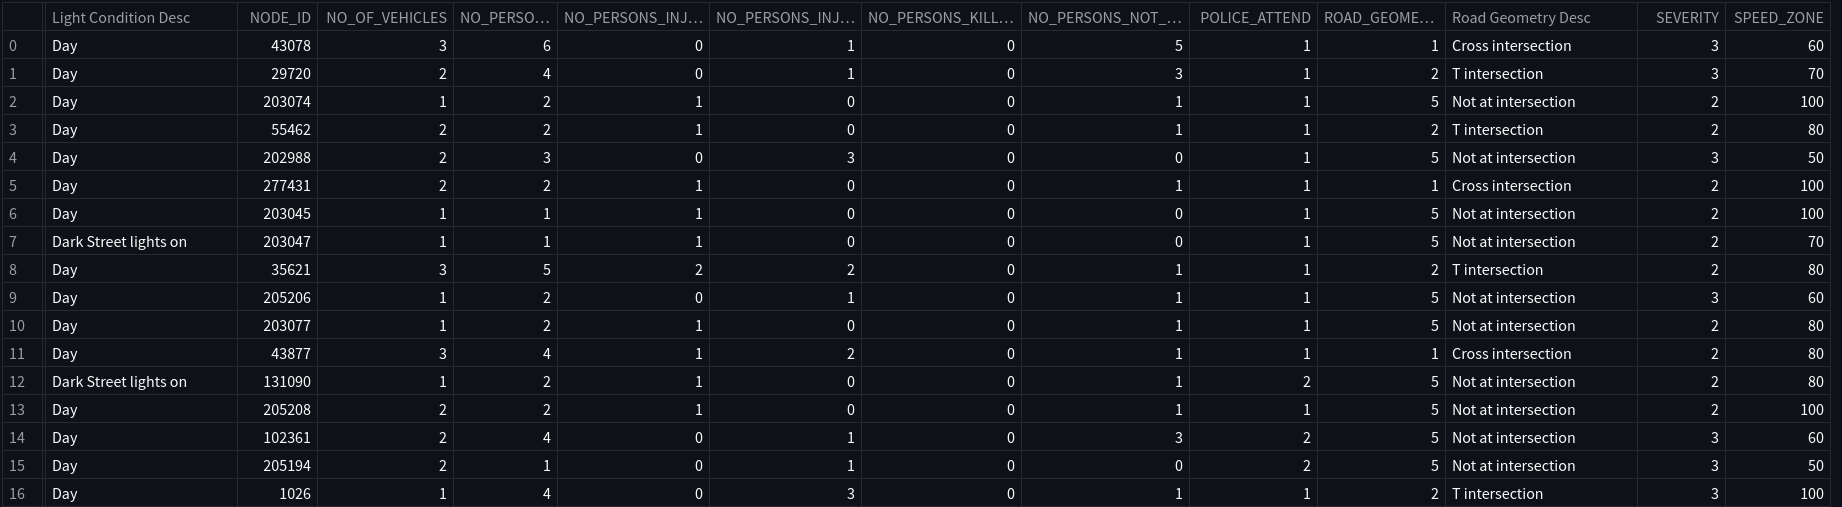 Light Condition Desc NODE_ID NO_OF_VEHICLES NO_PERSO... NO_PERSONS_INJ... NO_PERSONS_INJ... NO_PERSONS_KILL... NO_PERSONS_NOT_... POLICE_ATTEND ROAD_GEOME... Road Geometry Desc SEVERITY SPEED_ZONE
0 Day 43078 3 6 0 1 0 5 1 1 Cross intersection 3 60
1 Day 29720 2 4 0 1 0 3 1 2 T intersection 3 70
2 Day 203074 1 2 1 0 0 1 1 5 Not at intersection 2 100
3 Day 55462 2 2 1 0 0 1 1 2 T intersection 2 80
4 Day 202988 2 3 0 3 0 0 1 5 Not at intersection 3 50
5 Day 277431 2 2 1 0 0 1 1 1 Cross intersection 2 100
6 Day 203045 1 1 1 0 0 0 1 5 Not at intersection 2 100
7 Dark Street lights on 203047 1 1 1 0 0 0 1 5 Not at intersection 2 70
8 Day 35621 3 5 2 2 0 1 1 2 T intersection 2 80
9 Day 205206 1 2 0 1 0 1 1 5 Not at intersection 3 60
10 Day 203077 1 2 1 0 0 1 1 5 Not at intersection 2 80
11 Day 43877 3 4 1 2 0 1 1 1 Cross intersection 2 80
12 Dark Street lights on 131090 1 2 1 0 0 1 2 5 Not at intersection 2 80
13 Day 205208 2 2 1 0 0 1 1 5 Not at intersection 2 100
14 Day 102361 2 4 0 1 0 3 2 5 Not at intersection 3 60
15 Day 205194 2 1 0 1 0 0 2 5 Not at intersection 3 50
16 Day 1026 1 4 0 3 0 1 1 2 T intersection 3 100